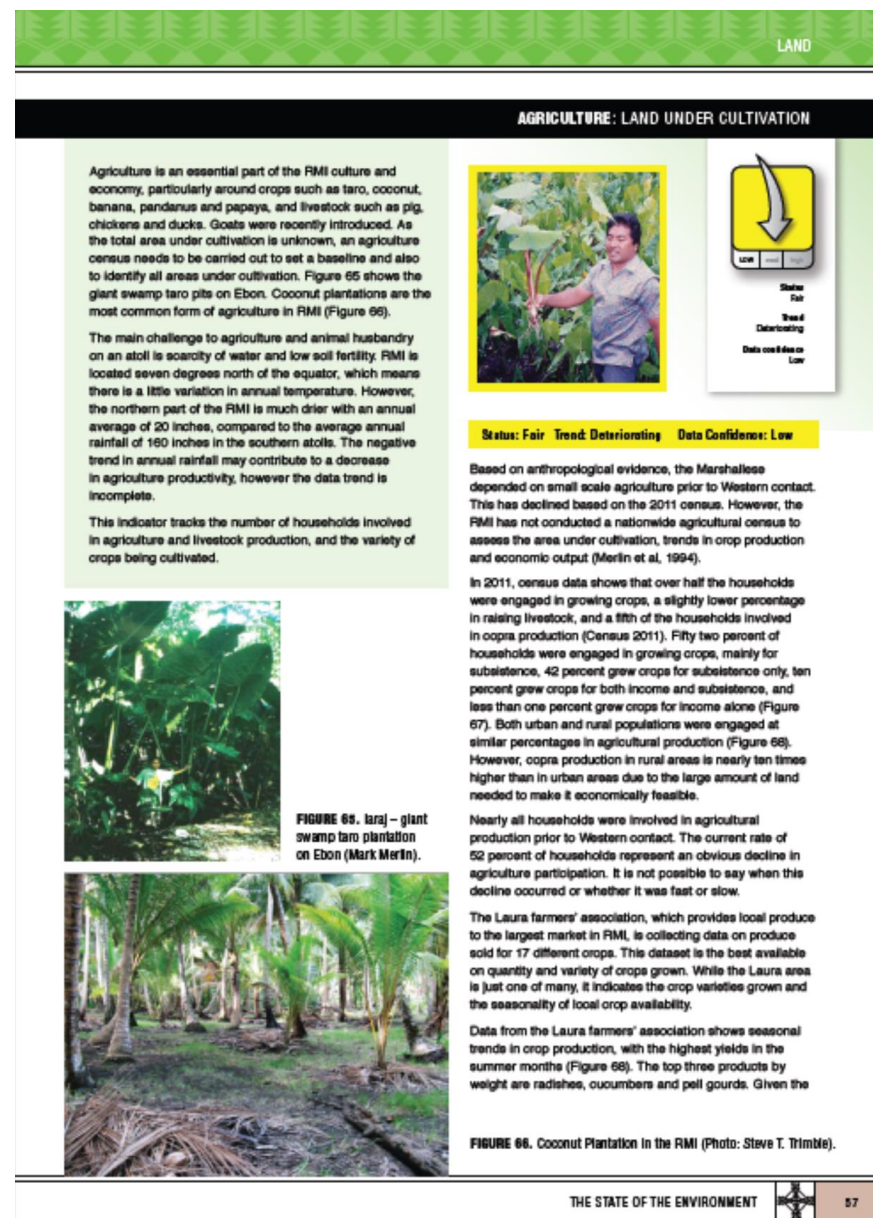 LAND
AGRICULTURE: LAND UNDER CULTIVATION
Agriculture is an essential part of the RMI culture and
economy, particularly around crops such as taro, coconut,
banana, pandanus and papaya, and livestock such as pig,
chickens and ducks. Goats were recently introduced. As
the total area under cultivation is unknown, an agriculture
census needs to be carried out to set a baseline and also
to identify all areas under cultivation. Figure 65 shows the
giant swamp taro pits on Ebon. Coconut plantations are the
most common form of agriculture in RMI (Figure 66).
The main challenge to agriculture and animal husbandry
on an atoll is scarcity of water and low soil fertility. RMI is
located seven degrees north of the equator, which means
there is a little variation in annual temperature. However,
the northern part of the RMI is much drier with an annual
average of 20 inches, compared to the average annual
rainfall of 160 inches in the southern atolls. The negative
trend in annual rainfall may contribute to a decrease
in agriculture productivity, however the data trend is
incomplete.
This indicator tracks the number of households involved
in agriculture and livestock production, and the variety of
crops being cultivated.
FIGURE 65. Iaraj – giant
swamp taro plantation
on Ebon (Mark Merlin).
LOW med high
Status
Fair
Trend
Deteriorating
Data confidence
Low
Status: Fair Trend: Deteriorating Data Confidence: Low
Based on anthropological evidence, the Marshallese
depended on small scale agriculture prior to Western contact.
This has declined based on the 2011 census. However, the
RMI has not conducted a nationwide agricultural census to
assess the area under cultivation, trends in crop production
and economic output (Merlin et al, 1994).
In 2011, census data shows that over half the households
were engaged in growing crops, a slightly lower percentage
in raising livestock, and a fifth of the households involved
in copra production (Census 2011). Fifty two percent of
households were engaged in growing crops, mainly for
subsistence, 42 percent grew crops for subsistence only, ten
percent grew crops for both income and subsistence, and
less than one percent grew crops for income alone (Figure
67). Both urban and rural populations were engaged at
similar percentages in agricultural production (Figure 68).
However, copra production in rural areas is nearly ten times
higher than in urban areas due to the large amount of land
needed to make it economically feasible.
Nearly all households were involved in agricultural
production prior to Western contact. The current rate of
52 percent of households represent an obvious decline in
agriculture participation. It is not possible to say when this
decline occurred or whether it was fast or slow.
The Laura farmers' association, which provides local produce
to the largest market in RMI, is collecting data on produce
sold for 17 different crops. This dataset is the best available
on quantity and variety of crops grown. While the Laura area
is just one of many, it indicates the crop varieties grown and
the seasonality of local crop availability.
Data from the Laura farmers' association shows seasonal
trends in crop production, with the highest yields in the
summer months (Figure 68). The top three products by
weight are radishes, cucumbers and peli gourds. Given the
FIGURE 66. Coconut Plantation in the RMI (Photo: Steve T. Trimble).
THE STATE OF THE ENVIRONMENT
57